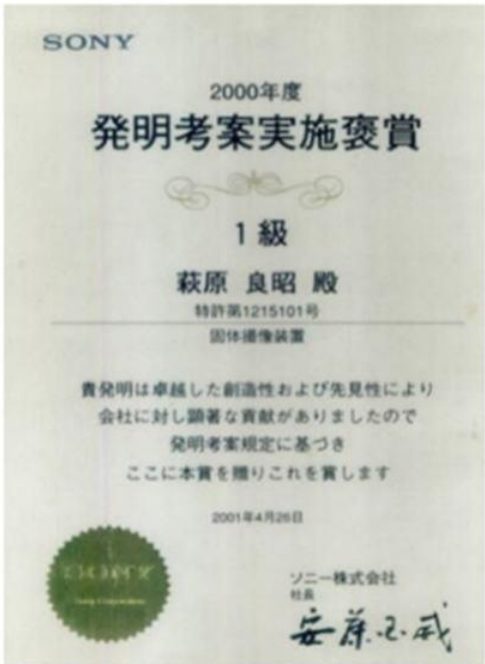 SONY
2000年度
発明考案実施褒賞
1級
萩原 良昭 殿
特許第1215101号
固体撮像装置
貴発明は卓越した創造性および先見性により
会社に対し顕著な貢献がありましたので
発明考案規定に基づき
ここに本賞を贈りこれを賞します
2001年4月26日
SONY
Sony Corporation
ソニー株式会社
社長
安藤国威